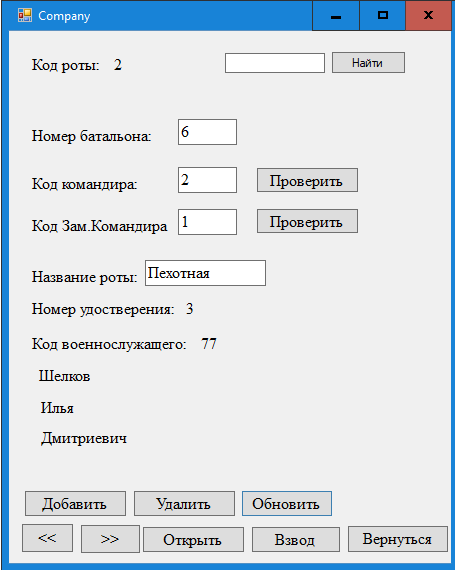 Company
Код роты: 2 Найти
Номер батальона: 6
Код командира: 2 Проверить
Код Зам.Командира 1 Проверить
Название роты: Пехотная
Номер удостверения: 3
Код военнослужащего: 77
Шелков
Илья
Дмитриевич
Добавить Удалить Обновить
<< >> Открыть Взвод Вернуться